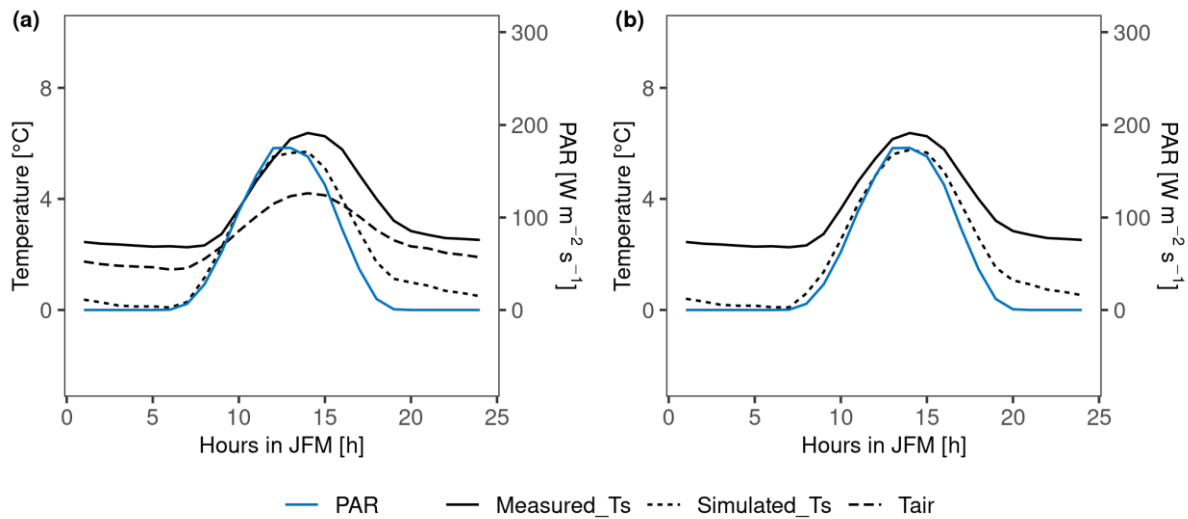 (a)
300
200
100
0
8
4
0
Temperature [°C]
PAR [W m⁻² s⁻¹]
0 5 10 15 20 25
Hours in JFM [h]
(b)
300
200
100
0
8
4
0
Temperature [°C]
PAR [W m⁻² s⁻¹]
0 5 10 15 20 25
Hours in JFM [h]
PAR Measured_Ts Simulated_Ts Tair